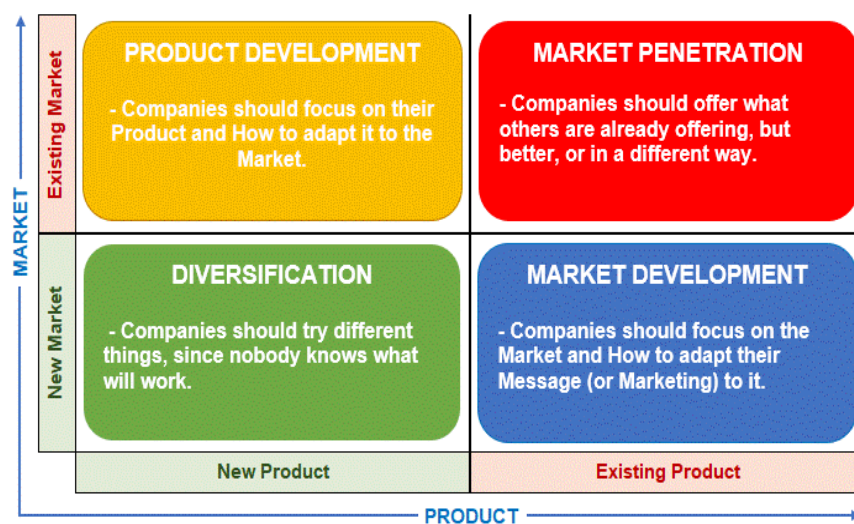 MARKET
Existing Market
New Market
PRODUCT DEVELOPMENT
- Companies should focus on their
Product and How to adapt it to the
Market.
MARKET PENETRATION
- Companies should offer what
others are already offering, but
better, or in a different way.
DIVERSIFICATION
- Companies should try different
things, since nobody knows what
will work.
MARKET DEVELOPMENT
- Companies should focus on the
Market and How to adapt their
Message (or Marketing) to it.
New Product
Existing Product
PRODUCT